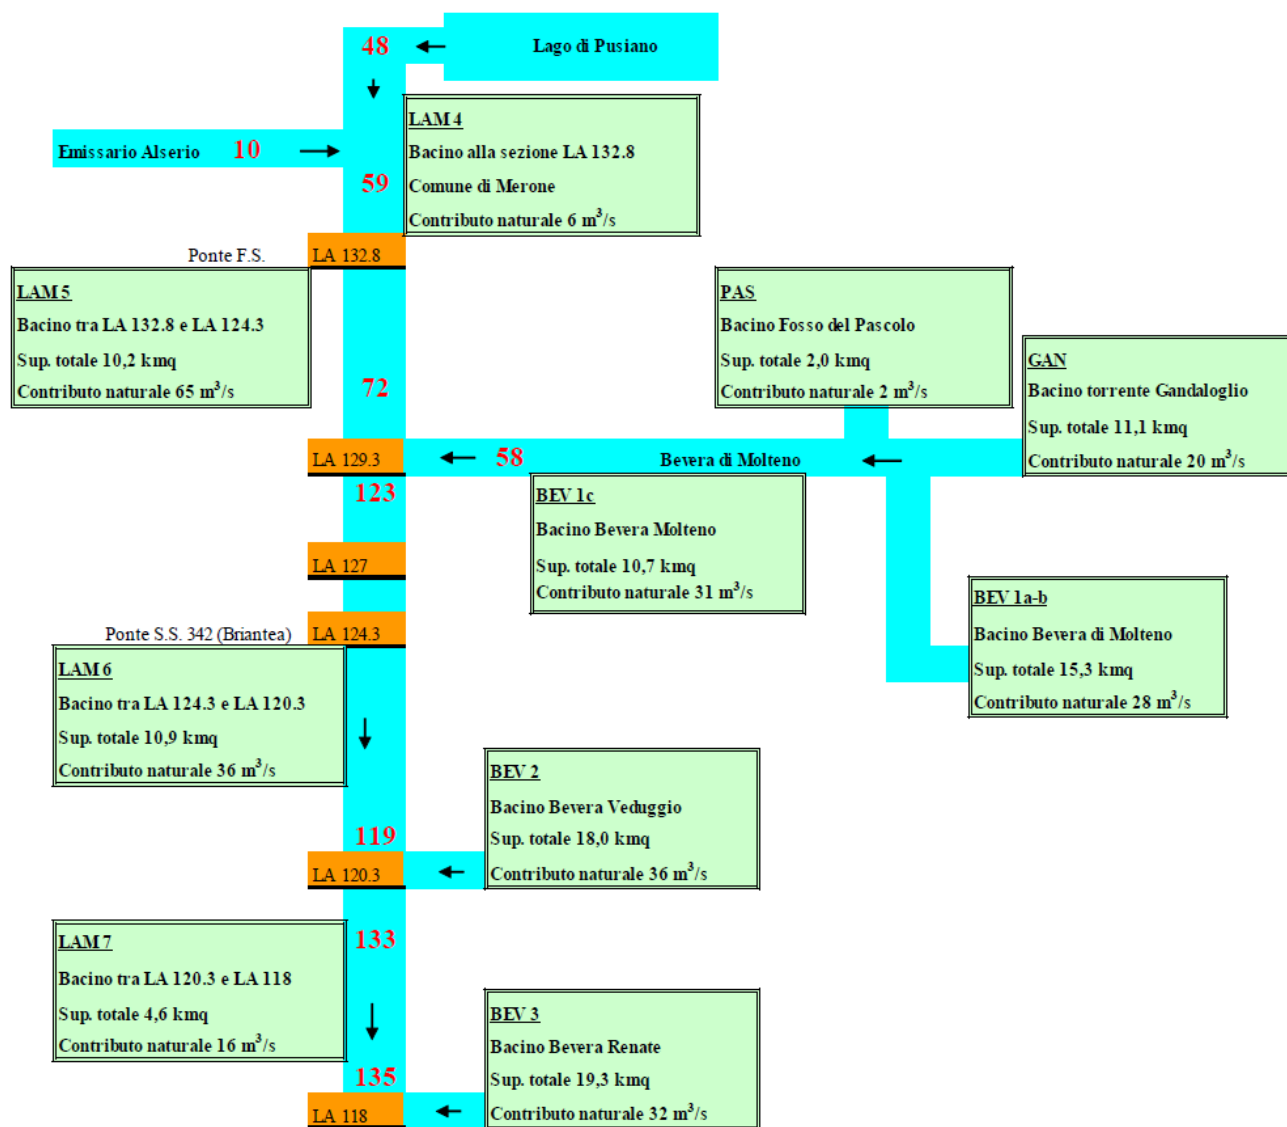 48
Lago di Pusiano
LAM 4
Bacino alla sezione LA 132.8
Comune di Merone
Contributo naturale 6 m³/s
Emissario Alserio 10
59
Ponte F.S.
LA 132.8
LAM 5
Bacino tra LA 132.8 e LA 124.3
Sup. totale 10,2 kmq
Contributo naturale 65 m³/s
72
PAS
Bacino Fosso del Pascolo
Sup. totale 2,0 kmq
Contributo naturale 2 m³/s
GAN
Bacino torrente Gandaloglio
Sup. totale 11,1 kmq
Contributo naturale 20 m³/s
LA 129.3
58
Bevera di Molteno
123
BEV 1c
Bacino Bevera Molteno
Sup. totale 10,7 kmq
Contributo naturale 31 m³/s
LA 127
BEV 1a-b
Bacino Bevera di Molteno
Sup. totale 15,3 kmq
Contributo naturale 28 m³/s
Ponte S.S. 342 (Briantea)
LA 124.3
LAM 6
Bacino tra LA 124.3 e LA 120.3
Sup. totale 10,9 kmq
Contributo naturale 36 m³/s
BEV 2
Bacino Bevera Veduggio
Sup. totale 18,0 kmq
Contributo naturale 36 m³/s
119
LA 120.3
133
LAM 7
Bacino tra LA 120.3 e LA 118
Sup. totale 4,6 kmq
Contributo naturale 16 m³/s
BEV 3
Bacino Bevera Renate
Sup. totale 19,3 kmq
Contributo naturale 32 m³/s
135
LA 118